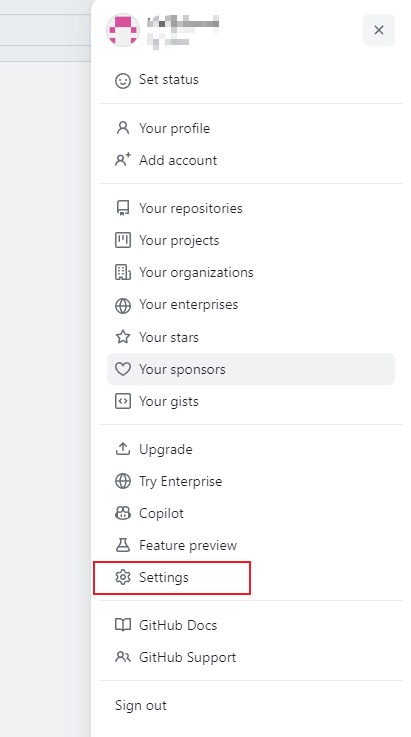 Set status
Your profile
Add account
Your repositories
Your projects
Your organizations
Your enterprises
Your stars
Your sponsors
Your gists
Upgrade
Try Enterprise
Copilot
Feature preview
Settings
GitHub Docs
GitHub Support
Sign out